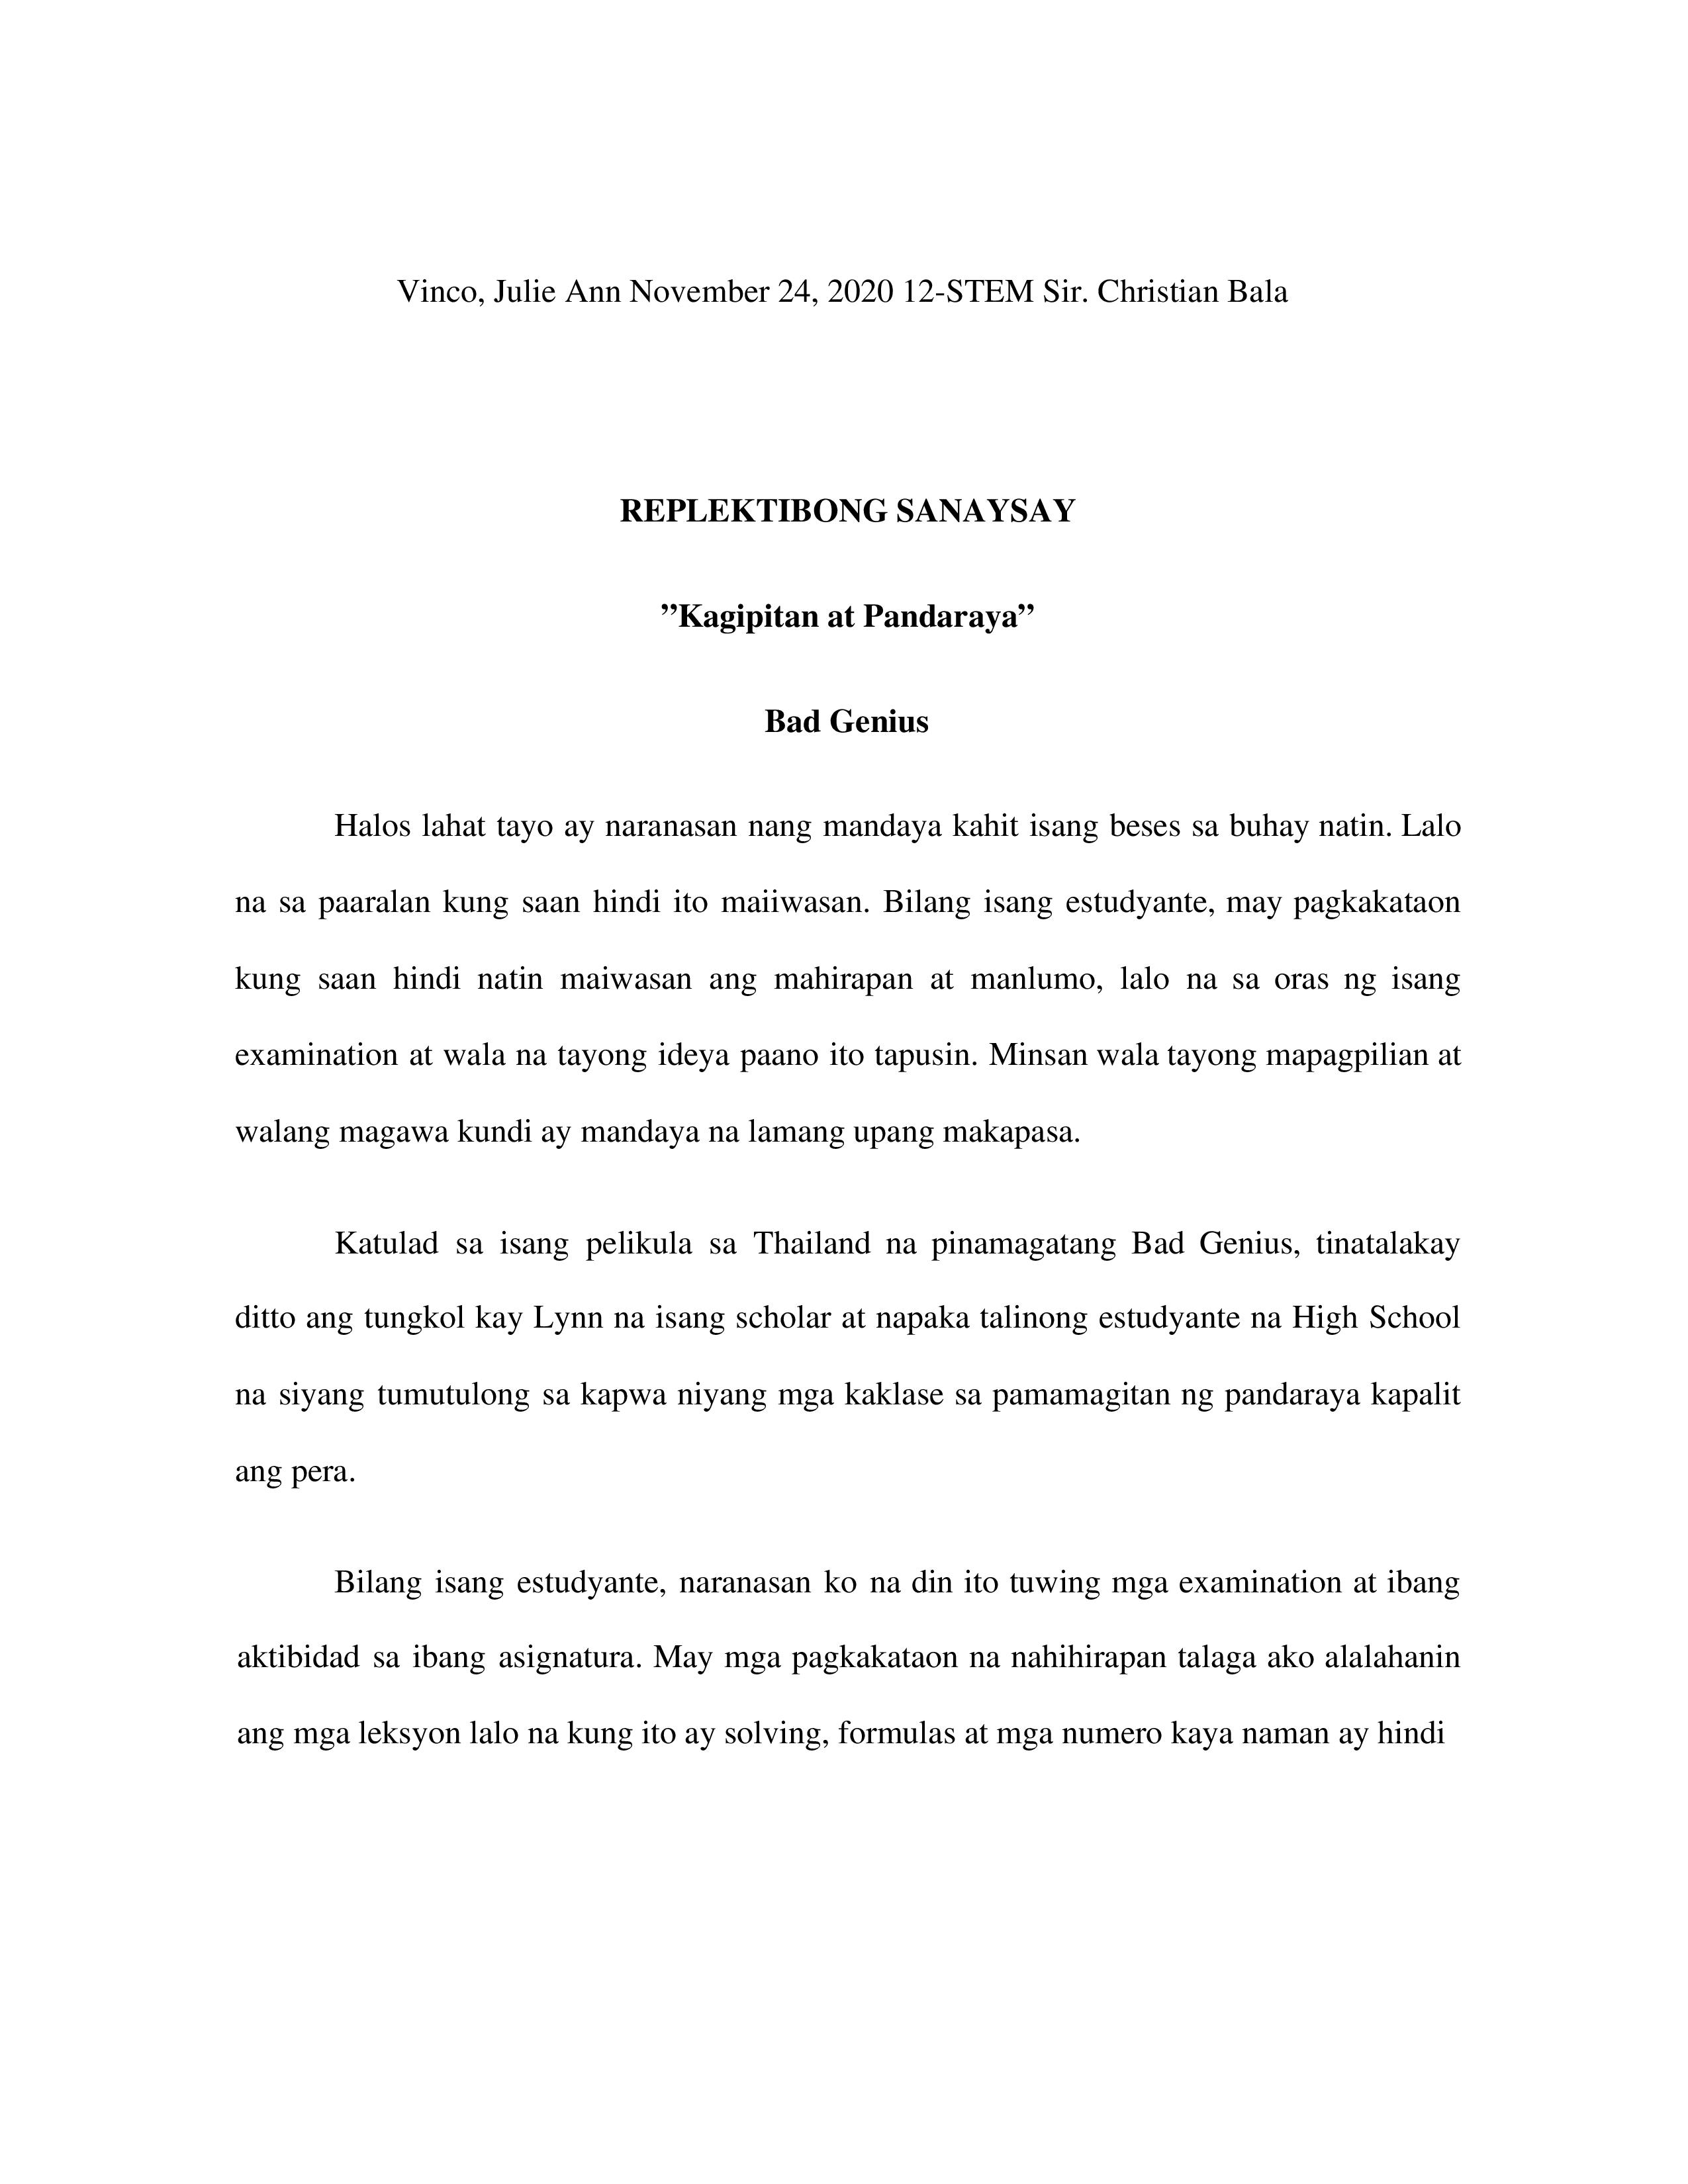 Vinco, Julie Ann November 24, 2020 12-STEM Sir. Christian Bala
REPLEKTIBONG SANAYSAY
”Kagipitan at Pandaraya”
Bad Genius
Halos lahat tayo ay naranasan nang mandaya kahit isang beses sa buhay natin. Lalo
na sa paaralan kung saan hindi ito maiiwasan. Bilang isang estudyante, may pagkakataon
kung saan hindi natin maiwasan ang mahirapan at manlumo, lalo na sa oras ng isang
examination at wala na tayong ideya paano ito tapusin. Minsan wala tayong mapagpilian at
walang magawa kundi ay mandaya na lamang upang makapasa.
Katulad sa isang pelikula sa Thailand na pinamagatang Bad Genius, tinatalakay
ditto ang tungkol kay Lynn na isang scholar at napaka talinong estudyante na High School
na siyang tumutulong sa kapwa niyang mga kaklase sa pamamagitan ng pandaraya kapalit
ang pera.
Bilang isang estudyante, naranasan ko na din ito tuwing mga examination at ibang
aktibidad sa ibang asignatura. May mga pagkakataon na nahihirapan talaga ako alalahanin
ang mga leksyon lalo na kung ito ay solving, formulas at mga numero kaya naman ay hindi